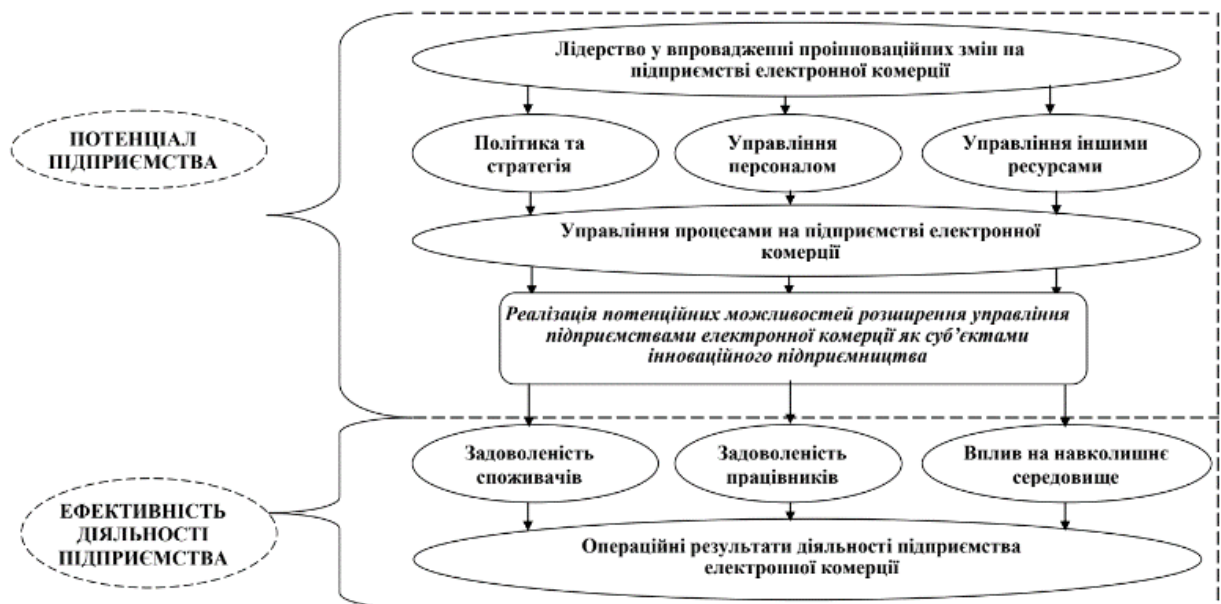 Лідерство у впровадженні проінноваційних змін на
підприємстві електронної комерції
ПОТЕНЦІАЛ
ПІДПРИЄМСТВА
Політика та
стратегія
Управління
персоналом
Управління іншими
ресурсами
Управління процесами на підприємстві електронної
комерції
Реалізація потенційних можливостей розширення управління
підприємствами електронної комерції як суб’єктами
інноваційного підприємництва
Задоволеність
споживачів
Задоволеність
працівників
Вплив на навколишнє
середовище
ЕФЕКТИВНІСТЬ
ДІЯЛЬНОСТІ
ПІДПРИЄМСТВА
Операційні результати діяльності підприємства
електронної комерції